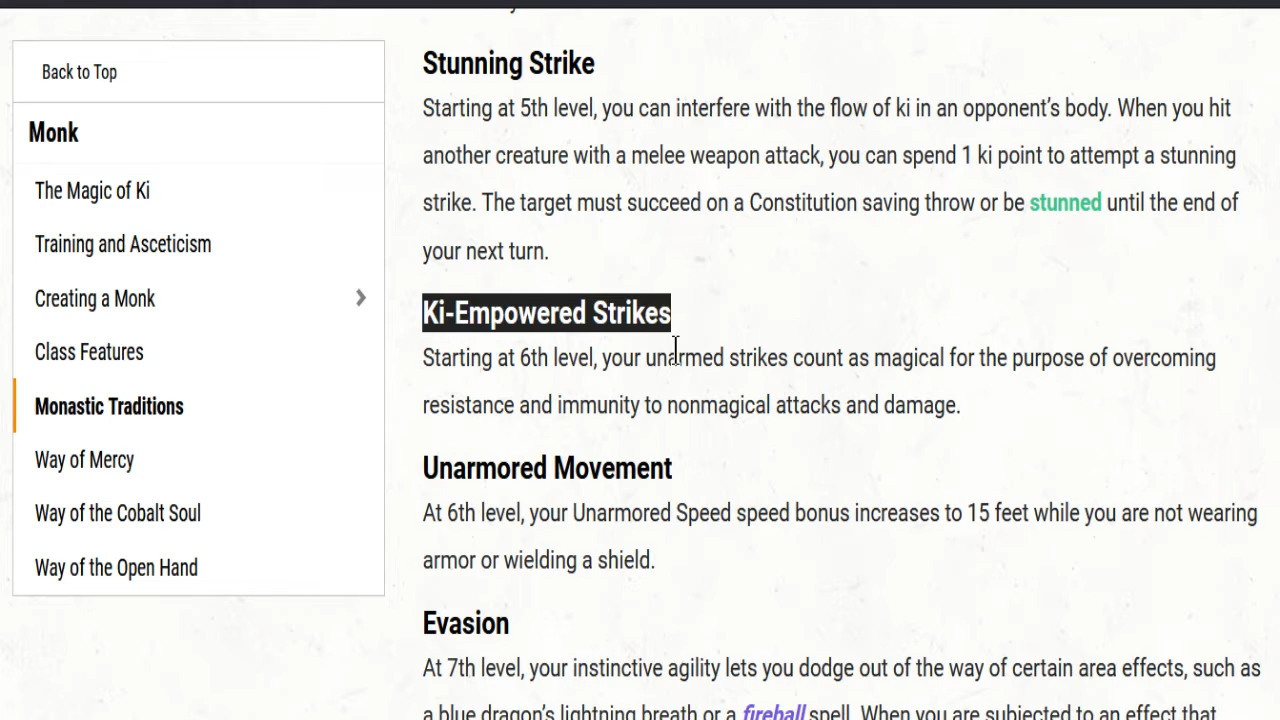 Back to Top
Monk
The Magic of Ki
Training and Asceticism
Creating a Monk
Class Features
Monastic Traditions
Way of Mercy
Way of the Cobalt Soul
Way of the Open Hand
Stunning Strike
Starting at 5th level, you can interfere with the flow of ki in an opponent’s body. When you hit
another creature with a melee weapon attack, you can spend 1 ki point to attempt a stunning
strike. The target must succeed on a Constitution saving throw or be stunned until the end of
your next turn.
Ki-Empowered Strikes
Starting at 6th level, your unarmed strikes count as magical for the purpose of overcoming
resistance and immunity to nonmagical attacks and damage.
Unarmored Movement
At 6th level, your Unarmored Speed speed bonus increases to 15 feet while you are not wearing
armor or wielding a shield.
Evasion
At 7th level, your instinctive agility lets you dodge out of the way of certain area effects, such as
a blue dragon’s lightning breath or a fireball spell. When you are subjected to an effect that